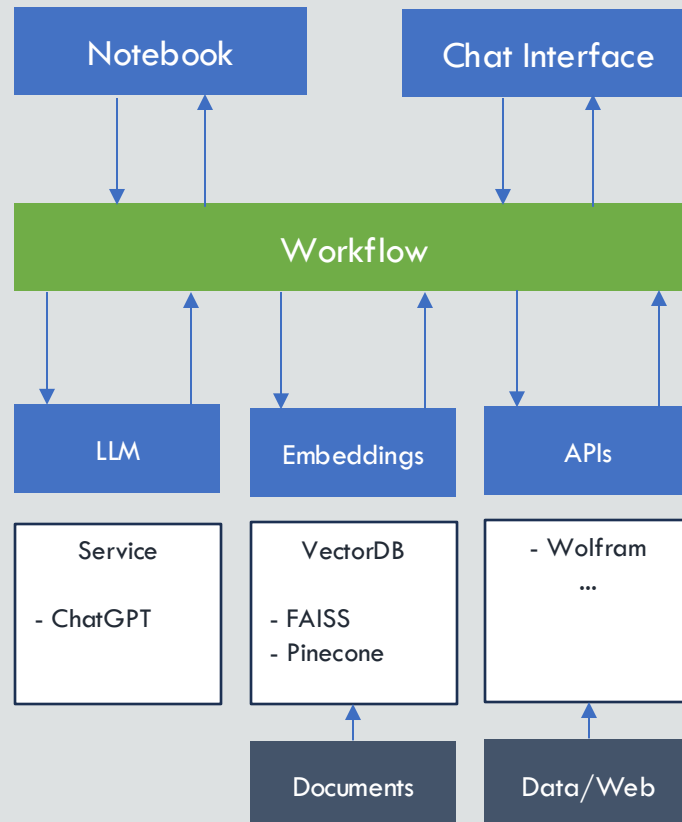 Notebook
Chat Interface
Workflow
LLM
Embeddings
APIs
Service
- ChatGPT
VectorDB
- FAISS
- Pinecone
- Wolfram
...
Documents
Data/Web